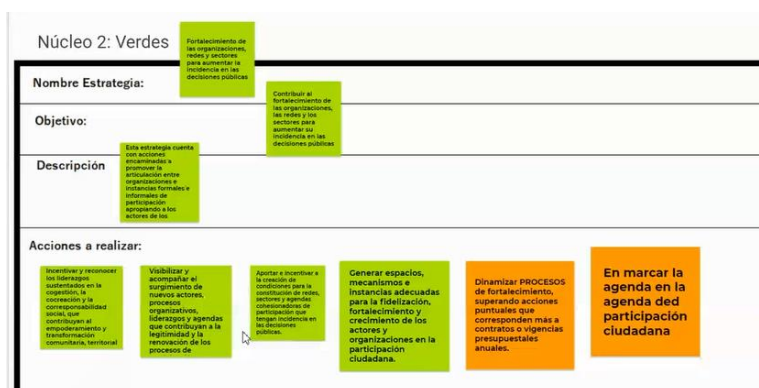 Núcleo 2: Verdes
Fortalecimiento de
las organizaciones,
redes y sectores
para aumentar la
incidencia en las
decisiones públicas
Nombre Estrategia:
Contribuir al
fortalecimiento de
las organizaciones,
las redes y los
sectores para
aumentar su
incidencia en las
decisiones públicas
Objetivo:
Descripción
Esta estrategia cuenta
con acciones
encaminadas a
promover la
articulación entre
organizaciones e
instancias formales e
informales de
participación
apropiando a los
actores de los
Acciones a realizar:
Incentivar y reconocer
los liderazgos
sustentados en la
cogestión, la
cocreación y la
corresponsabilidad
social, que
contribuyan al
empoderamiento y
transformación
comunitaria, territorial
Visibilizar y
acompañar el
surgimiento de
nuevos actores,
procesos
organizativos,
liderazgos y agendas
que contribuyan a la
legitimidad y la
renovación de los
procesos de
Aportar e incentivar a
la creación de
condiciones para la
constitución de redes,
sectores y agendas
cohesionadores de
participación que
tengan incidencia en
las decisiones
públicas.
Generar espacios,
mecanismos e
instancias adecuadas
para la fidelización,
fortalecimiento y
crecimiento de los
actores y
organizaciones en la
participación
ciudadana.
Dinamizar PROCESOS
de fortalecimiento,
superando acciones
puntuales que
corresponden más a
contratos o vigencias
presupuestales
anuales.
En marcar la
agenda en la
agenda ded
participación
ciudadana